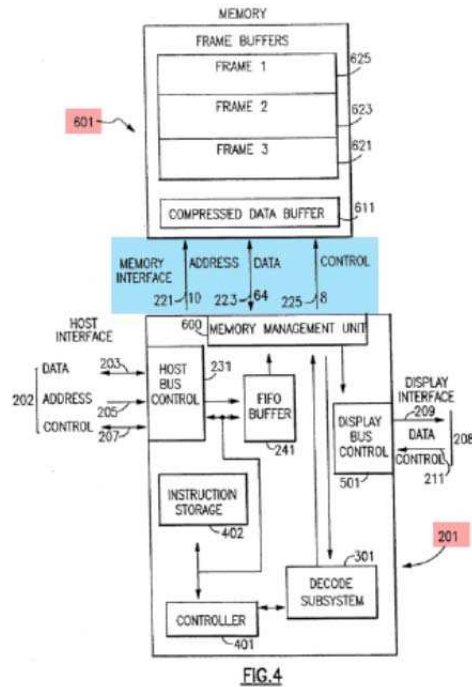 MEMORY
FRAME BUFFERS
FRAME 1
625
FRAME 2
623
601
FRAME 3
621
COMPRESSED DATA BUFFER
611
MEMORY INTERFACE
ADDRESS
DATA
CONTROL
221
10
223
64
225
8
HOST INTERFACE
600
MEMORY MANAGEMENT UNIT
DATA
203
231
202
ADDRESS
205
HOST BUS CONTROL
FIFO BUFFER
241
CONTROL
207
DISPLAY INTERFACE
209
DISPLAY BUS CONTROL
501
DATA
208
CONTROL
211
INSTRUCTION STORAGE
402
301
201
DECODE SUBSYSTEM
CONTROLLER
401
FIG.4